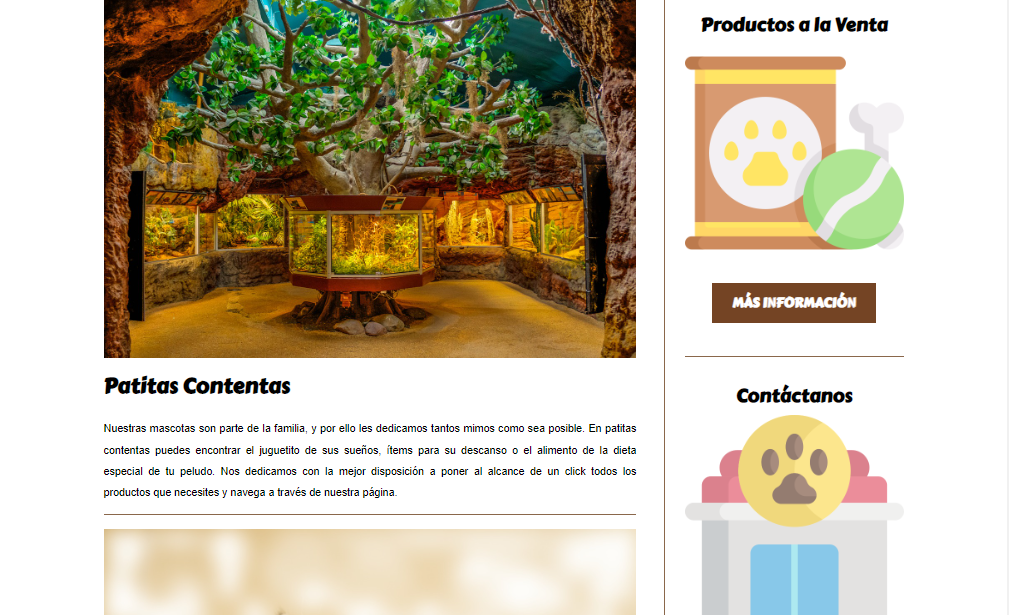 Patitas Contentas
Nuestras mascotas son parte de la familia, y por ello les dedicamos tantos mimos como sea posible. En patitas
contentas puedes encontrar el juguetito de sus sueños, ítems para su descanso o el alimento de la dieta
especial de tu peludo. Nos dedicamos con la mejor disposición a poner al alcance de un click todos los
productos que necesites y navega a través de nuestra página.
Productos a la Venta
MÁS INFORMACIÓN
Contáctanos